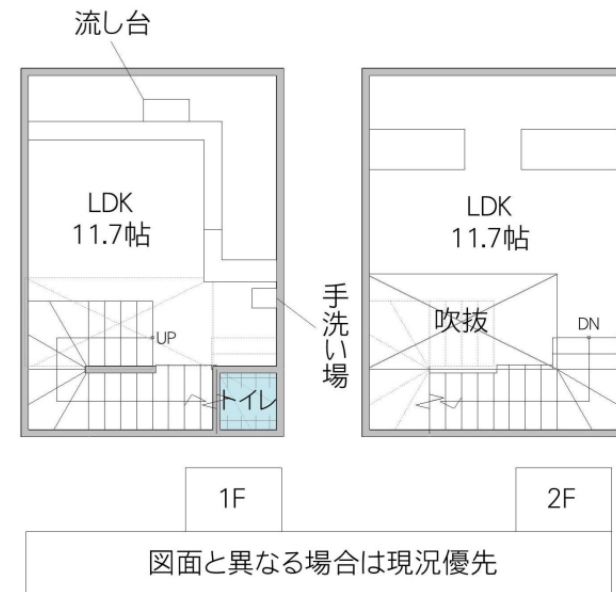 流し台
LDK
11.7帖
UP
手洗い場
トイレ
1F
LDK
11.7帖
吹抜
DN
2F
図面と異なる場合は現況優先